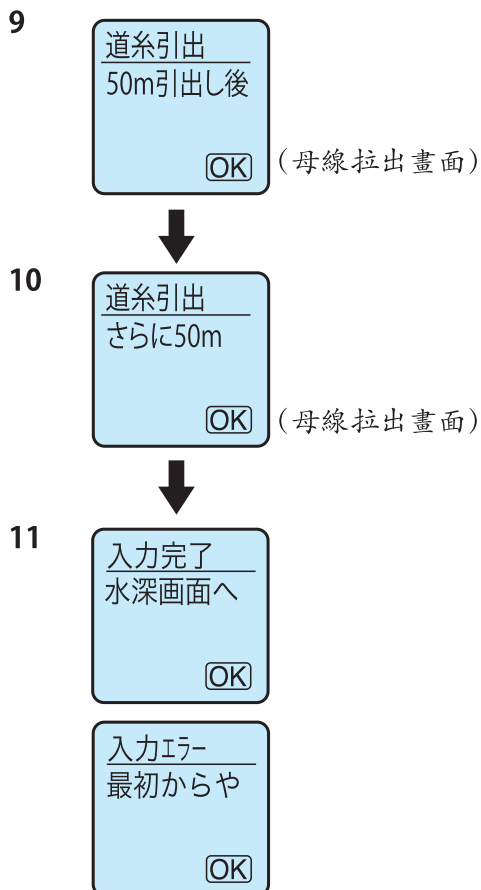 9
道糸引出
50m引出し後
OK
(母線拉出畫面)
10
道糸引出
さらに50m
OK
(母線拉出畫面)
11
入力完了
水深画面へ
OK
入力エラー
最初からや
OK